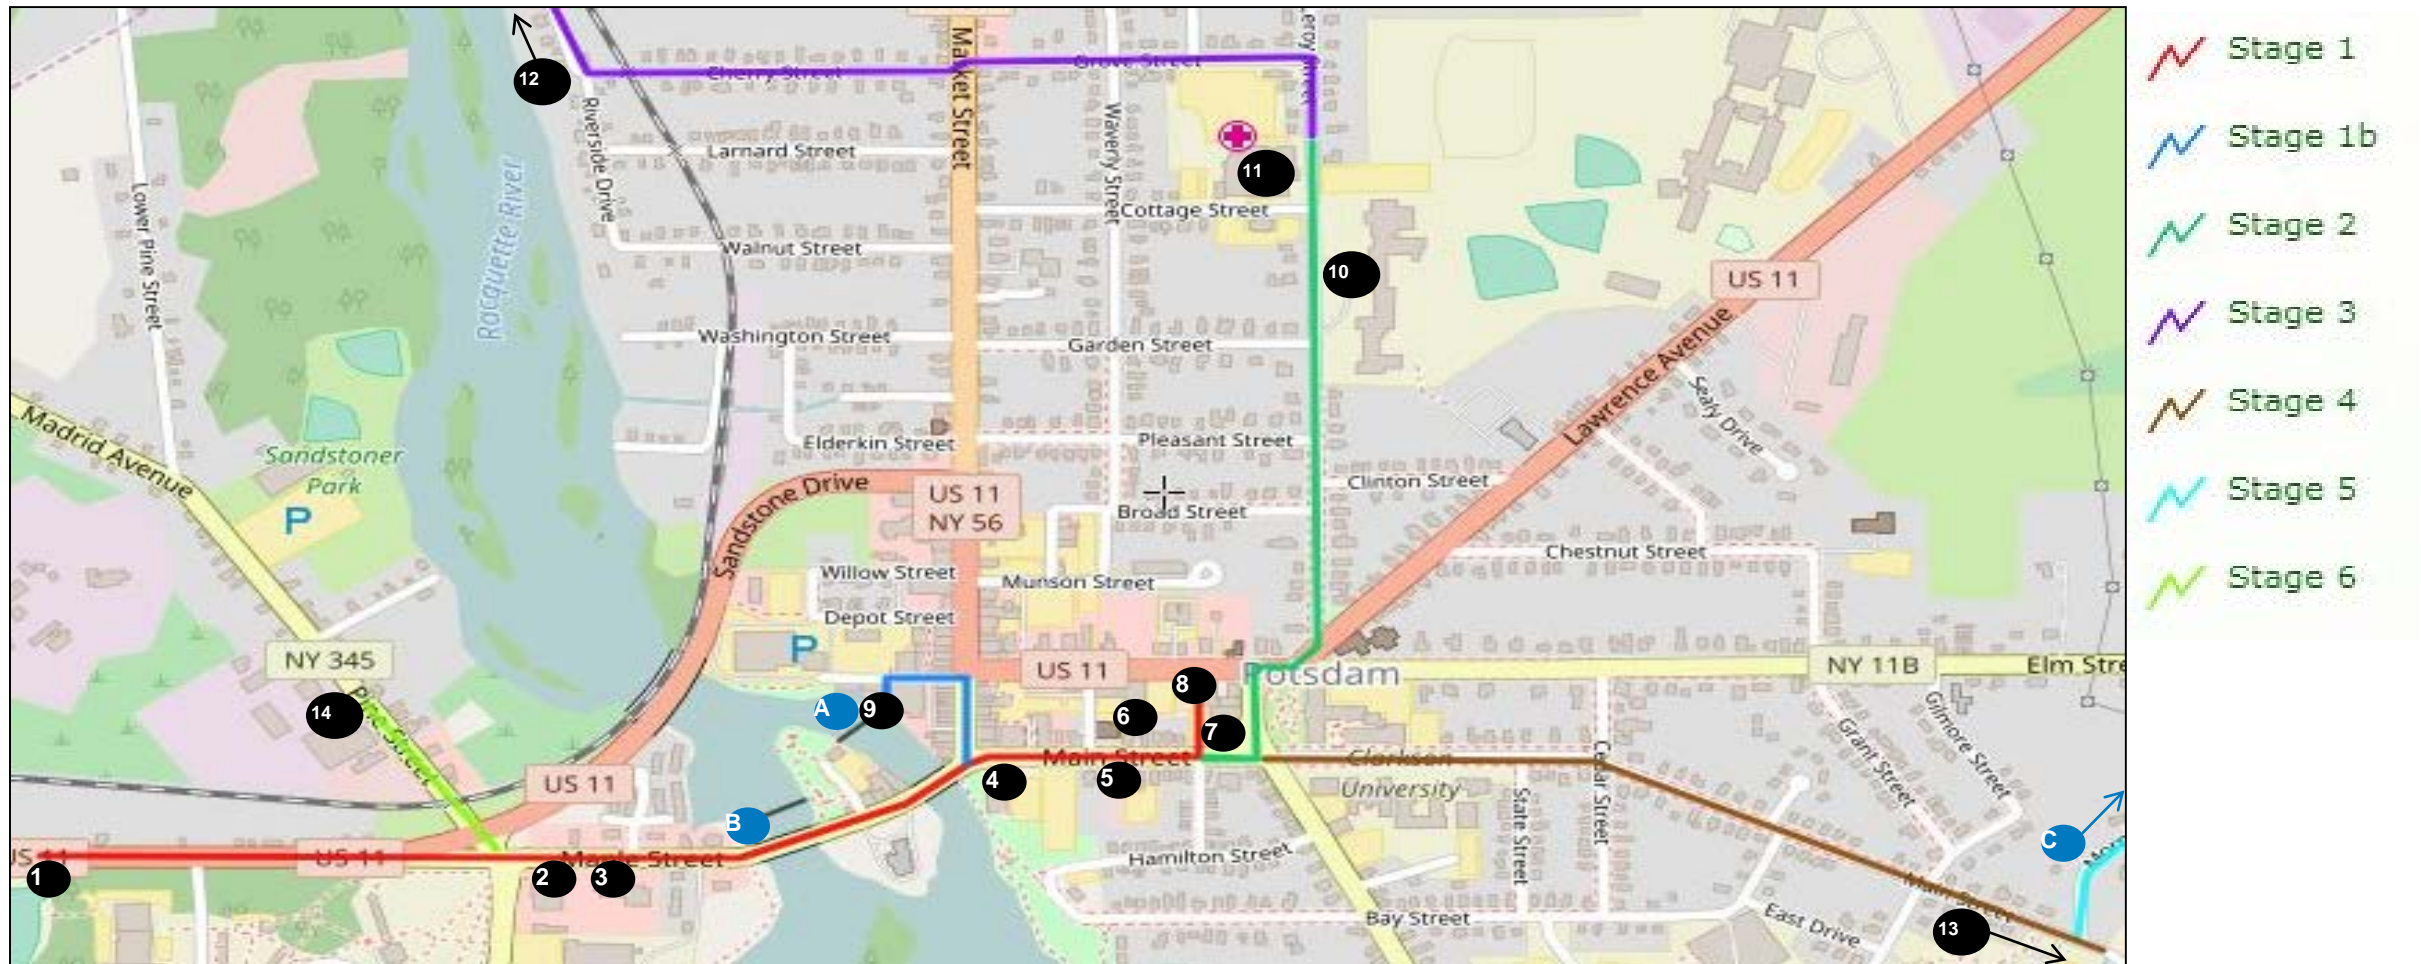 12
Cherry Street
Grove Street
Leroy Street
Market Street
Riverside Drive
Larnard Street
Waverly Street
11
Lower Pine Street
Racquette River
Cottage Street
Walnut Street
10
US 11
Washington Street
Garden Street
Lawrence Avenue
Sealy Drive
Madrid Avenue
Elderkin Street
Pleasant Street
Sandstoner
Park
P
Sandstone Drive
US 11
NY 56
Clinton Street
Broad Street
Chestnut Street
Willow Street
Munson Street
Depot Street
P
NY 345
US 11
Potsdam
NY 11B
Elm Stre
14
Pine Street
A
9
8
6
7
Main Street
Clarkson
University
Cedar Street
Grant Street
Gilmore Street
US 11
4
5
State Street
B
C
US 11
US 11
Maple Street
Hamilton Street
1
2
3
Main Street
Bay Street
East Drive
13
Stage 1
Stage 1b
Stage 2
Stage 3
Stage 4
Stage 5
Stage 6